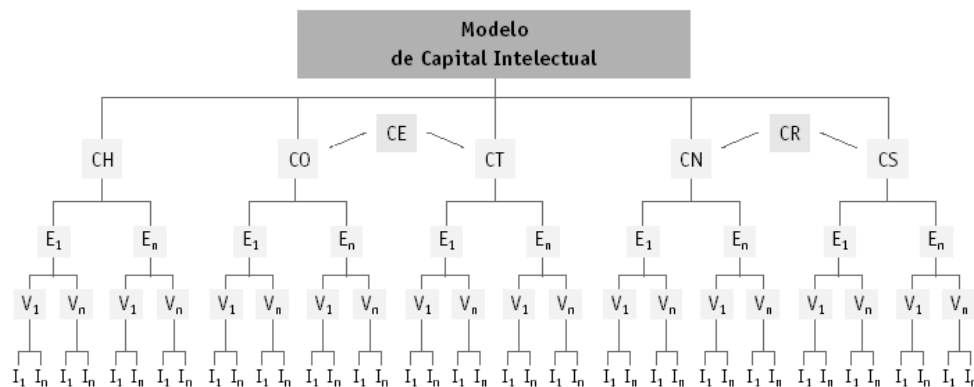 Modelo
de Capital Intelectual
CE CR
CH CO CT CN CS
E₁ Eₙ E₁ Eₙ E₁ Eₙ E₁ Eₙ E₁ Eₙ
V₁ Vₙ V₁ Vₙ V₁ Vₙ V₁ Vₙ V₁ Vₙ V₁ Vₙ V₁ Vₙ V₁ Vₙ V₁ Vₙ V₁ Vₙ
I₁ Iₙ I₁ Iₙ I₁ Iₙ I₁ Iₙ I₁ Iₙ I₁ Iₙ I₁ Iₙ I₁ Iₙ I₁ Iₙ I₁ Iₙ I₁ Iₙ I₁ Iₙ I₁ Iₙ I₁ Iₙ I₁ Iₙ I₁ Iₙ I₁ Iₙ I₁ Iₙ I₁ Iₙ I₁ Iₙ